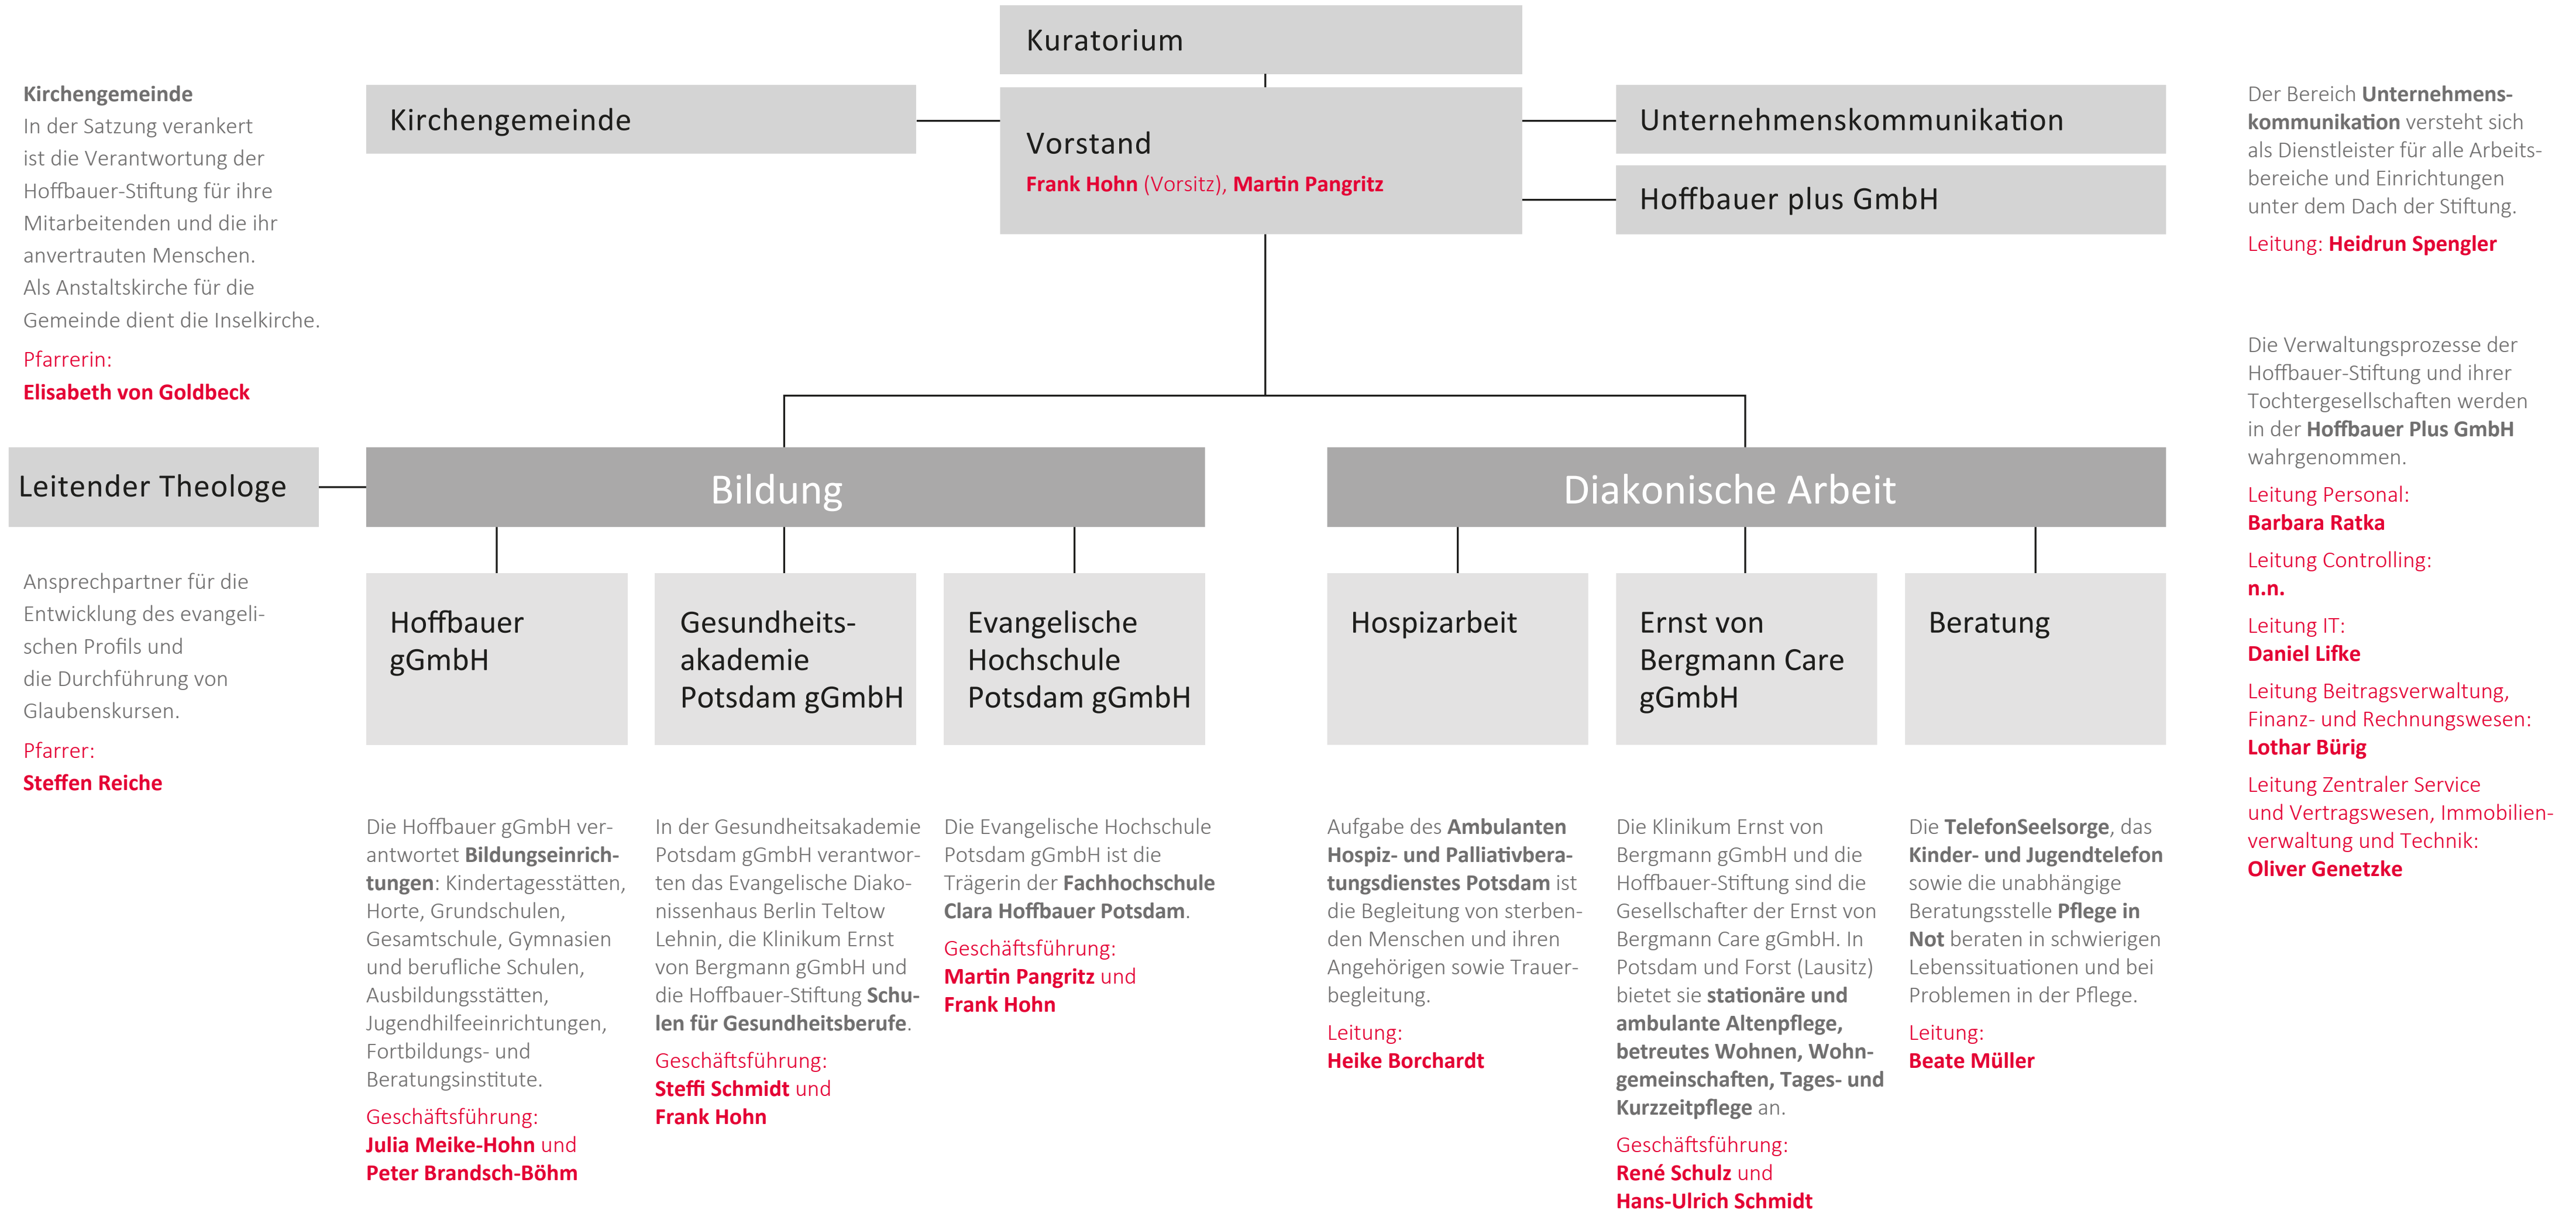 Kuratorium
Kirchengemeinde
In der Satzung verankert
ist die Verantwortung der
Hoffbauer-Stiftung für ihre
Mitarbeitenden und die ihr
anvertrauten Menschen.
Als Anstaltskirche für die
Gemeinde dient die Inselkirche.
Pfarrerin:
Elisabeth von Goldbeck
Kirchengemeinde
Vorstand
Frank Hohn (Vorsitz), Martin Pangritz
Unternehmenskommunikation
Hoffbauer plus GmbH
Der Bereich Unternehmens-
kommunikation versteht sich
als Dienstleister für alle Arbeits-
bereiche und Einrichtungen
unter dem Dach der Stiftung.
Leitung: Heidrun Spengler
Die Verwaltungsprozesse der
Hoffbauer-Stiftung und ihrer
Tochtergesellschaften werden
in der Hoffbauer Plus GmbH
wahrgenommen.
Leitung Personal:
Barbara Ratka
Leitung Controlling:
n.n.
Leitung IT:
Daniel Lifke
Leitung Beitragsverwaltung,
Finanz- und Rechnungswesen:
Lothar Bürig
Leitung Zentraler Service
und Vertragswesen, Immobilien-
verwaltung und Technik:
Oliver Genetzke
Leitender Theologe
Ansprechpartner für die
Entwicklung des evangeli-
schen Profils und
die Durchführung von
Glaubenskursen.
Pfarrer:
Steffen Reiche
Bildung
Diakonische Arbeit
Hoffbauer
gGmbH
Gesundheits-
akademie
Potsdam gGmbH
Evangelische
Hochschule
Potsdam gGmbH
Hospizarbeit
Ernst von
Bergmann Care
gGmbH
Beratung
Die Hoffbauer gGmbH ver-
antwortet Bildungseinrich-
tungen: Kindertagesstätten,
Horte, Grundschulen,
Gesamtschule, Gymnasien
und berufliche Schulen,
Ausbildungsstätten,
Jugendhilfeeinrichtungen,
Fortbildungs- und
Beratungsinstitute.
Geschäftsführung:
Julia Meike-Hohn und
Peter Brandsch-Böhm
In der Gesundheitsakademie
Potsdam gGmbH verantwor-
ten das Evangelische Diako-
nissenhaus Berlin Teltow
Lehnin, die Klinikum Ernst
von Bergmann gGmbH und
die Hoffbauer-Stiftung Schu-
len für Gesundheitsberufe.
Geschäftsführung:
Steffi Schmidt und
Frank Hohn
Die Evangelische Hochschule
Potsdam gGmbH ist die
Trägerin der Fachhochschule
Clara Hoffbauer Potsdam.
Geschäftsführung:
Martin Pangritz und
Frank Hohn
Aufgabe des Ambulanten
Hospiz- und Palliativbera-
tungsdienstes Potsdam ist
die Begleitung von sterben-
den Menschen und ihren
Angehörigen sowie Trauer-
begleitung.
Leitung:
Heike Borchardt
Die Klinikum Ernst von
Bergmann gGmbH und die
Hoffbauer-Stiftung sind die
Gesellschafter der Ernst von
Bergmann Care gGmbH. In
Potsdam und Forst (Lausitz)
bietet sie stationäre und
ambulante Altenpflege,
betreutes Wohnen, Wohn-
gemeinschaften, Tages- und
Kurzzeitpflege an.
Geschäftsführung:
René Schulz und
Hans-Ulrich Schmidt
Die TelefonSeelsorge, das
Kinder- und Jugendtelefon
sowie die unabhängige
Beratungsstelle Pflege in
Not beraten in schwierigen
Lebenssituationen und bei
Problemen in der Pflege.
Leitung:
Beate Müller